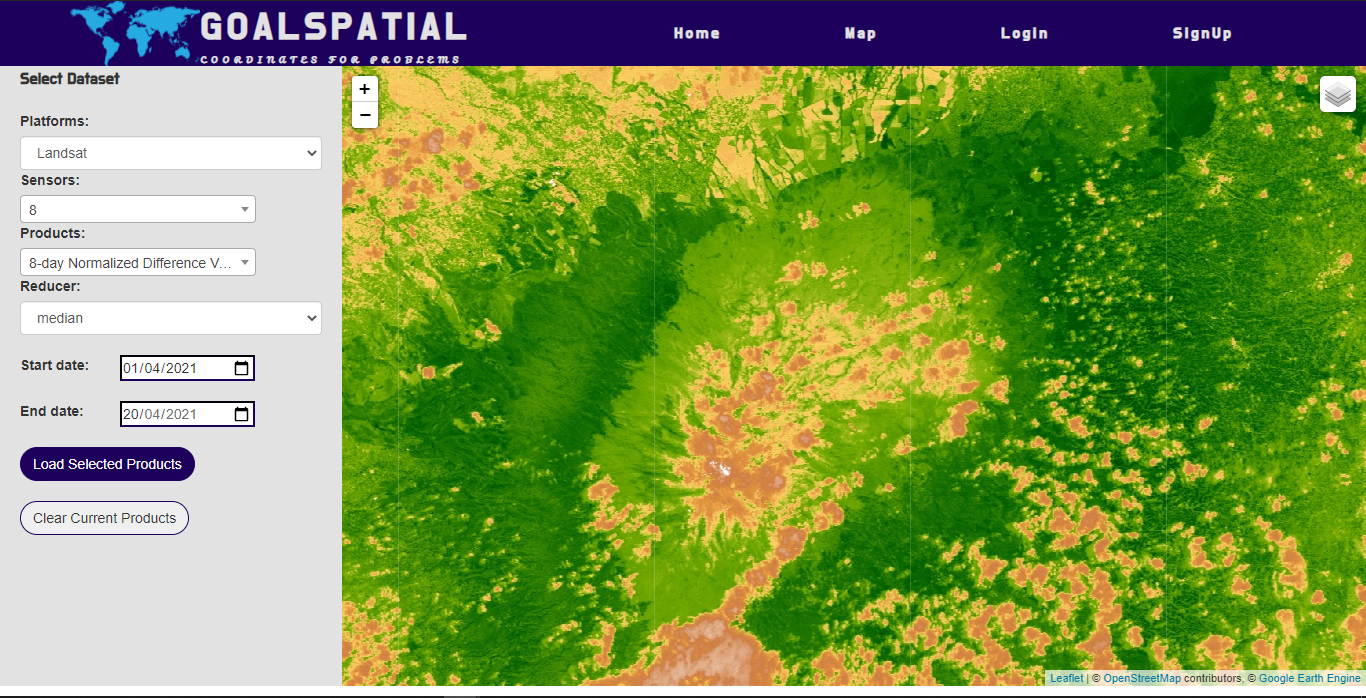 GOALSPATIAL
COORDINATES FOR PROBLEMS
Home
Map
LogIn
SignUp
Select Dataset
Platforms:
Landsat
Sensors:
8
Products:
8-day Normalized Difference V...
Reducer:
median
Start date:
01/04/2021
End date:
20/04/2021
Load Selected Products
Clear Current Products
+
−
Leaflet | © OpenStreetMap contributors, © Google Earth Engine